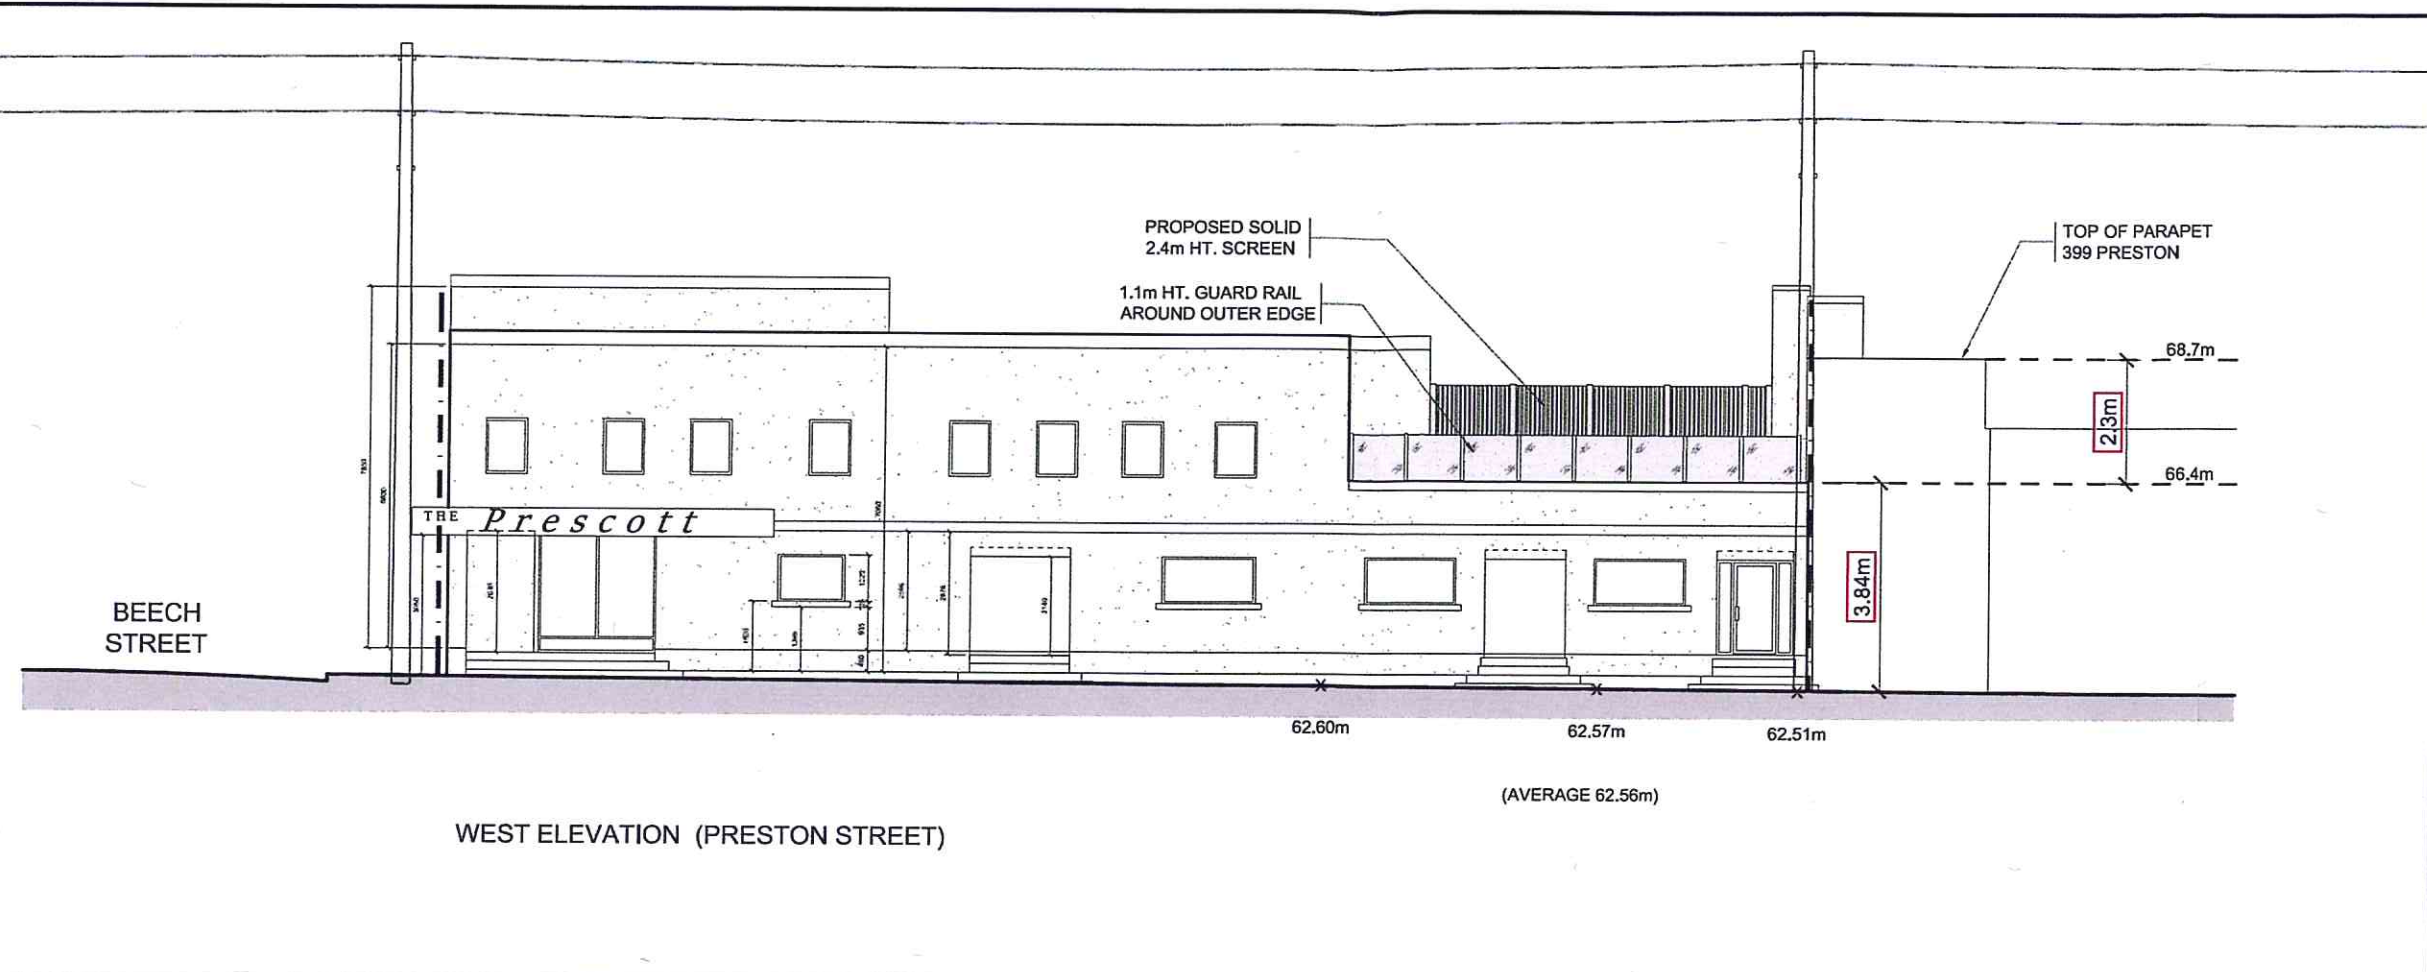 PROPOSED SOLID
2.4m HT. SCREEN
1.1m HT. GUARD RAIL
AROUND OUTER EDGE
TOP OF PARAPET
399 PRESTON
68.7m
2.3m
66.4m
THE Prescott
3.84m
BEECH
STREET
62.60m
62.57m
62.51m
(AVERAGE 62.56m)
WEST ELEVATION (PRESTON STREET)